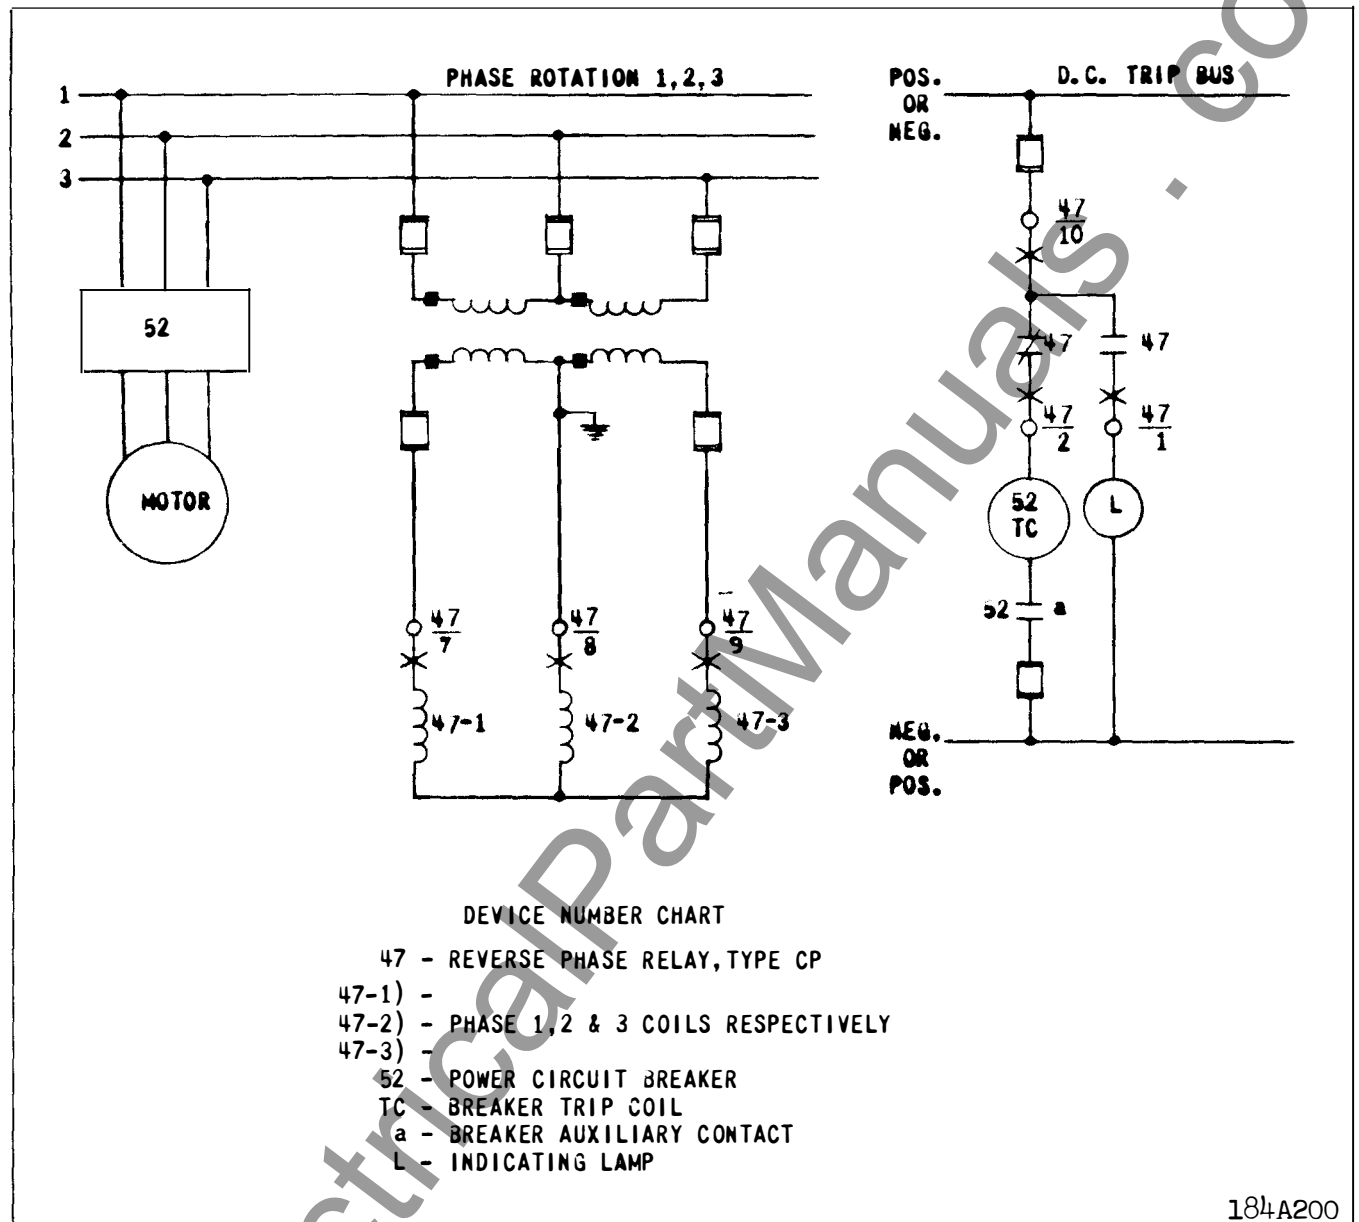 PHASE ROTATION 1,2,3
1
2
3
52
MOTOR
47
7
47
8
47
9
47-1
47-2
47-3
POS.
OR
NEG.
D.C. TRIP BUS
47
10
47
47
47
2
47
1
52
TC
L
52
a
NEG.
OR
POS.
DEVICE NUMBER CHART
47 - REVERSE PHASE RELAY, TYPE CP
47-1) -
47-2) - PHASE 1,2 & 3 COILS RESPECTIVELY
47-3) -
52 - POWER CIRCUIT BREAKER
TC - BREAKER TRIP COIL
a - BREAKER AUXILIARY CONTACT
L - INDICATING LAMP
184A200
ctricalPartManuals . co